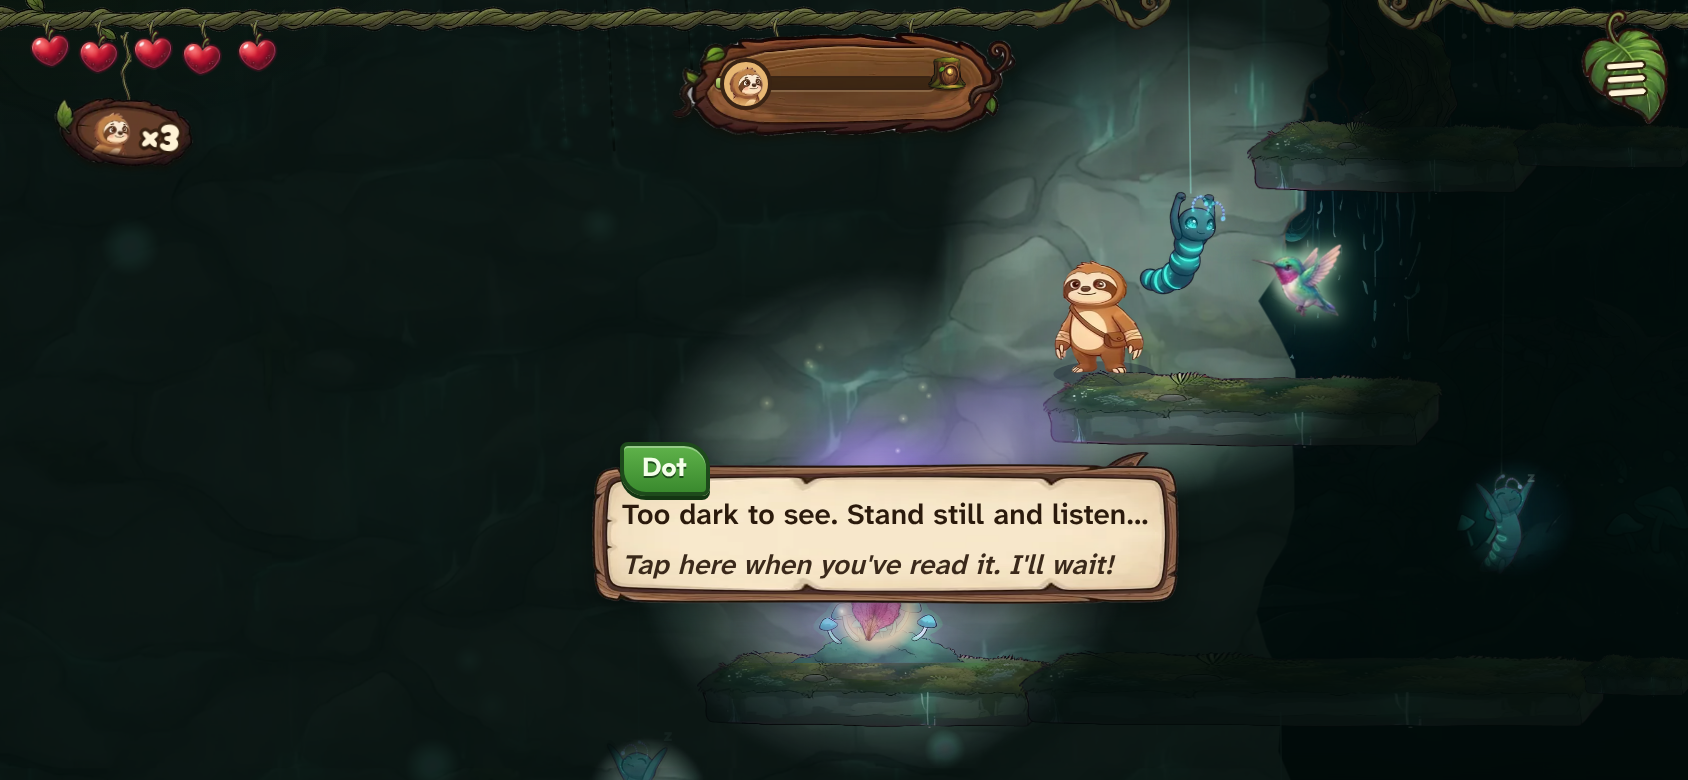 ×3
Dot
Too dark to see. Stand still and listen...
Tap here when you've read it. I'll wait!
z
z